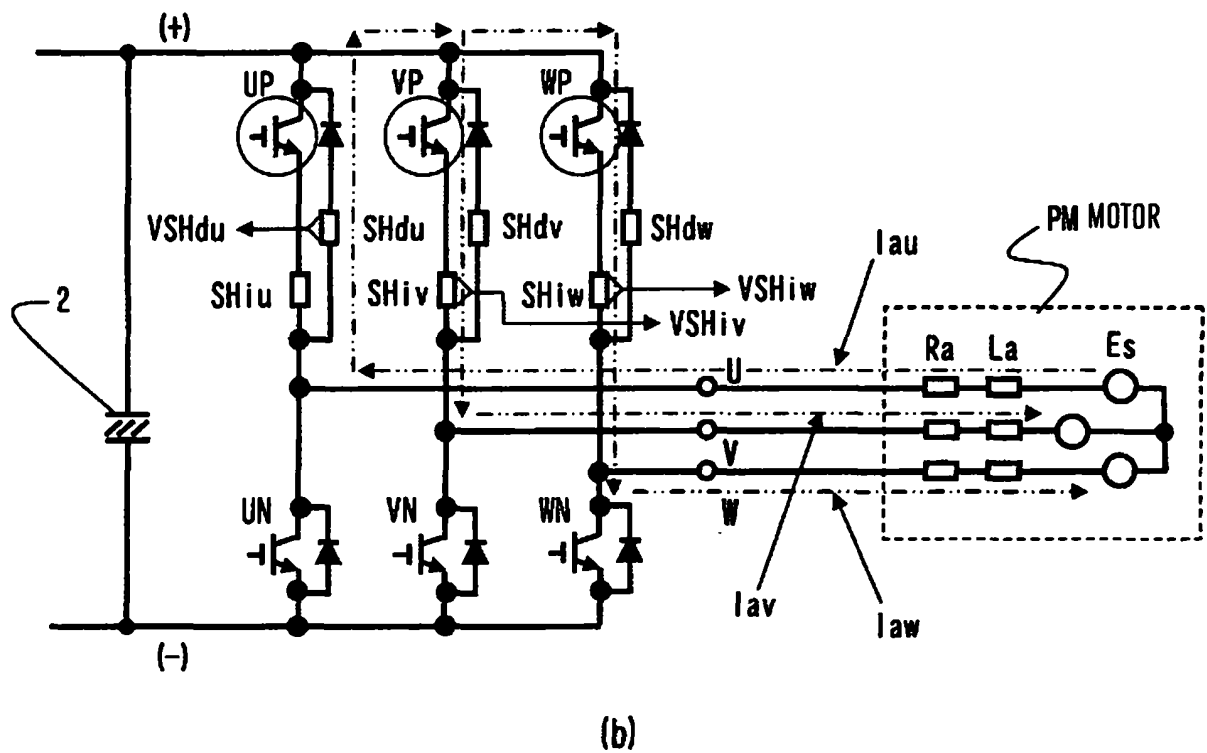 (+)
UP
VP
WP
PM MOTOR
VSHdu
SHdu
SHdv
SHdw
Iau
SHiu
SHiv
SHiw
VSHiw
VSHiv
2
Ra
La
Es
U
V
W
UN
VN
WN
Iav
Iaw
(-)
(b)